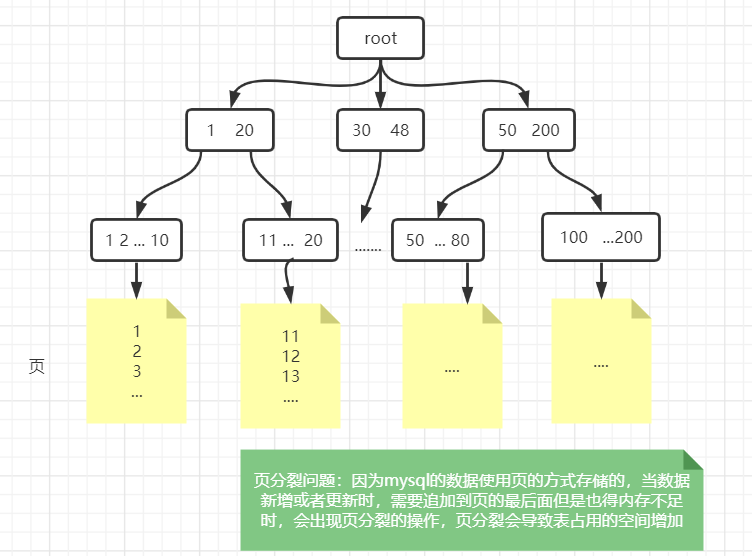 root
1 20
30 48
50 200
1 2 ... 10
11 ... 20
.......
50 ... 80
100 ...200
页
1
2
3
...
11
12
13
....
....
....
页分裂问题：因为mysql的数据使用页的方式存储的，当数据
新增或者更新时，需要追加到页的最后面但是也得内存不足
时，会出现页分裂的操作，页分裂会导致表占用的空间增加